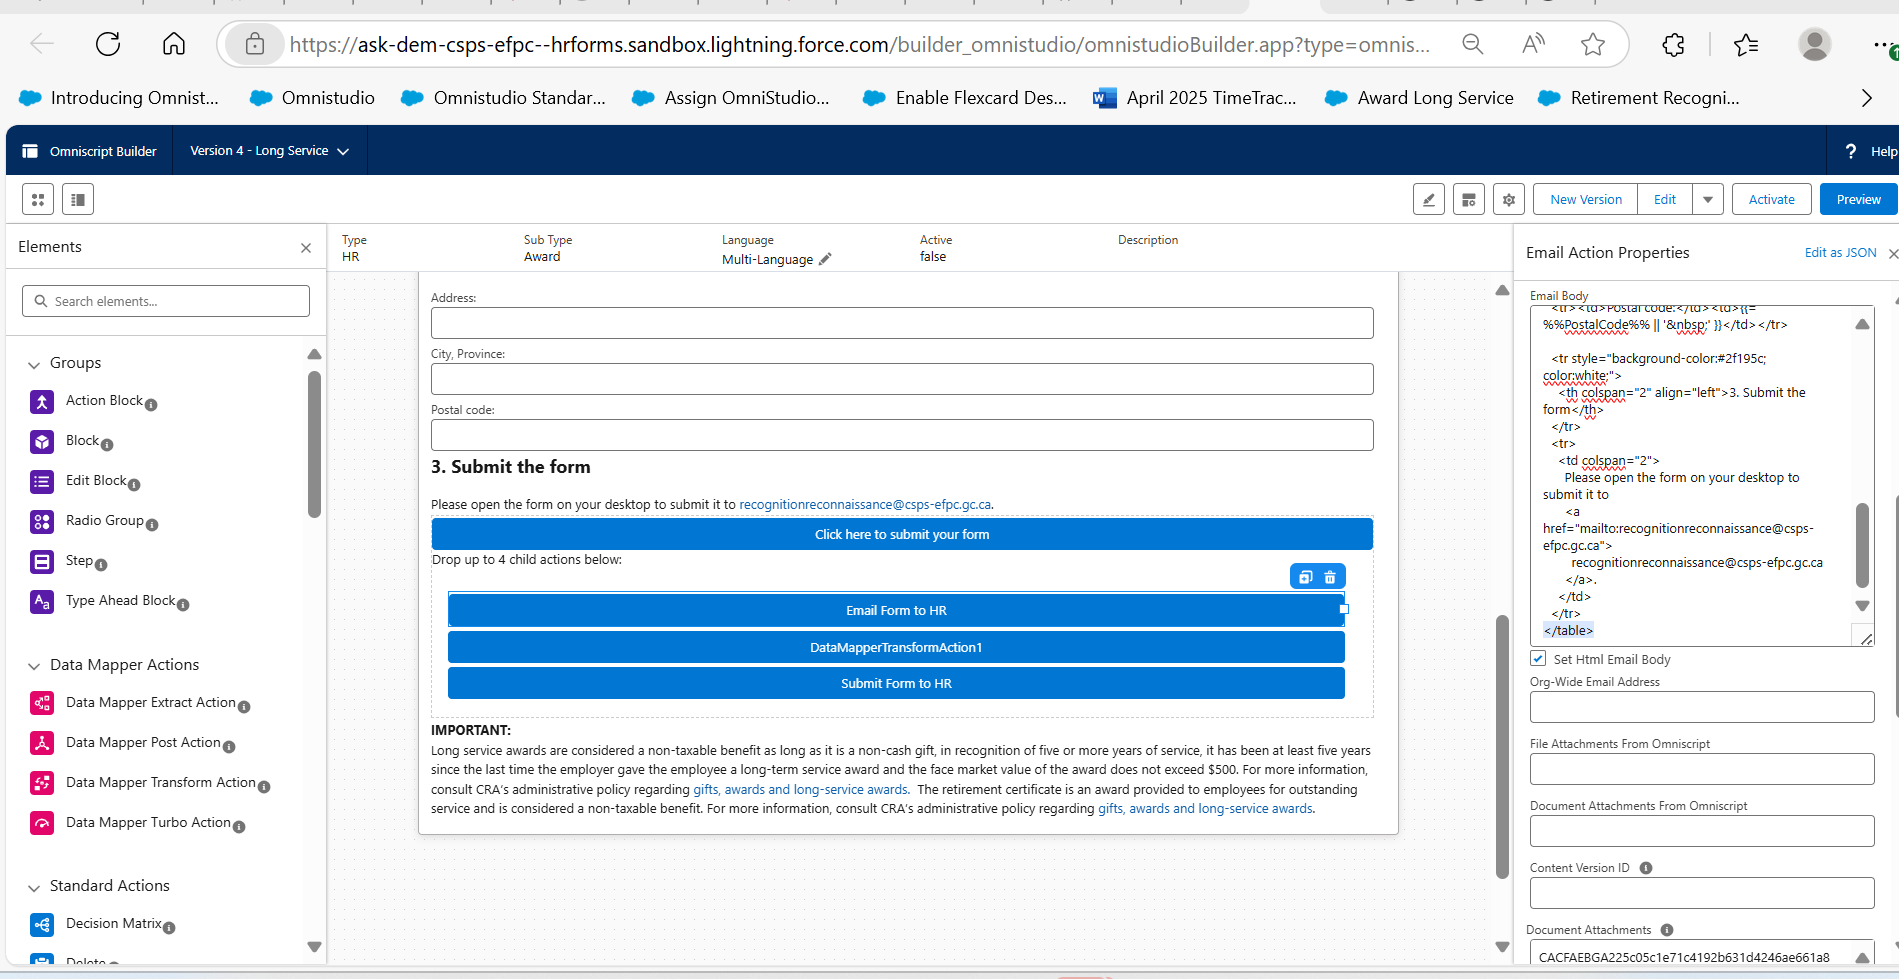 https://ask-dem-csps-efpc--hrforms.sandbox.lightning.force.com/builder_omnistudio/omnistudioBuilder.app?type=omnis...
Introducing Omnist...
Omnistudio
Omnistudio Standar...
Assign OmniStudio...
Enable Flexcard Des...
April 2025 TimeTrac...
Award Long Service
Retirement Recogni...
Omniscript Builder
Version 4 - Long Service
? Help
New Version
Edit
Activate
Preview
Elements
Search elements...
Groups
Action Block
Block
Edit Block
Radio Group
Step
Type Ahead Block
Data Mapper Actions
Data Mapper Extract Action
Data Mapper Post Action
Data Mapper Transform Action
Data Mapper Turbo Action
Standard Actions
Decision Matrix
Delete
Type
HR
Sub Type
Award
Language
Multi-Language
Active
false
Description
Address:
City, Province:
Postal code:
3. Submit the form
Please open the form on your desktop to submit it to recognitionreconnaissance@csps-efpc.gc.ca.
Click here to submit your form
Drop up to 4 child actions below:
Email Form to HR
DataMapperTransformAction1
Submit Form to HR
IMPORTANT:
Long service awards are considered a non-taxable benefit as long as it is a non-cash gift, in recognition of five or more years of service, it has been at least five years
since the last time the employer gave the employee a long-term service award and the face market value of the award does not exceed $500. For more information,
consult CRA's administrative policy regarding gifts, awards and long-service awards. The retirement certificate is an award provided to employees for outstanding
service and is considered a non-taxable benefit. For more information, consult CRA's administrative policy regarding gifts, awards and long-service awards.
Email Action Properties
Edit as JSON
Email Body
<tr><td>Postal code:</td><td>{{=
%%PostalCode%% || '&nbsp;' }}</td></tr>
<tr style="background-color:#2f195c;
color:white;">
<th colspan="2" align="left">3. Submit the
form</th>
</tr>
<tr>
<td colspan="2">
Please open the form on your desktop to
submit it to
<a
href="mailto:recognitionreconnaissance@csps-
efpc.gc.ca">
recognitionreconnaissance@csps-efpc.gc.ca
</a>.
</td>
</tr>
</table>
Set Html Email Body
Org-Wide Email Address
File Attachments From Omniscript
Document Attachments From Omniscript
Content Version ID
Document Attachments
CACFAEBGA225c05c1e71c4192b631d4246ae661a8